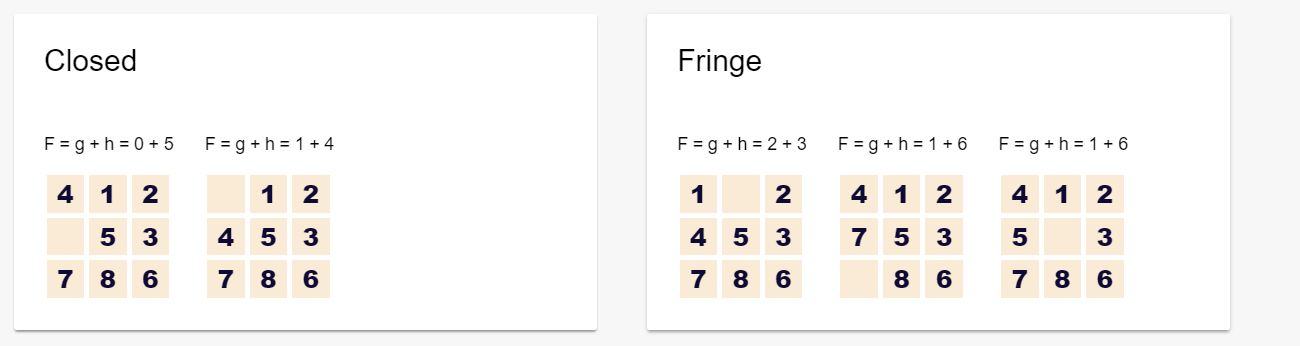 Closed
F = g + h = 0 + 5
4 1 2
5 3
7 8 6
F = g + h = 1 + 4
1 2
4 5 3
7 8 6
Fringe
F = g + h = 2 + 3
1 2
4 5 3
7 8 6
F = g + h = 1 + 6
4 1 2
7 5 3
8 6
F = g + h = 1 + 6
4 1 2
5 3
7 8 6